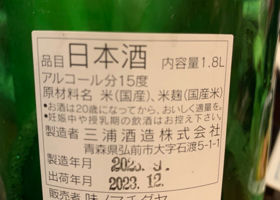 品目 日本酒 内容量1.8L
アルコール分15度
原材料名 米(国産)、米麹(国産米)
●お酒は20歳になってから。おいしく適量を。
●妊娠中や授乳期の飲酒はお控え下さい。
製造者 三浦酒造株式会社
青森県弘前市大字石渡5-1-1
製造年月
出荷年月 2023.12.
販売者